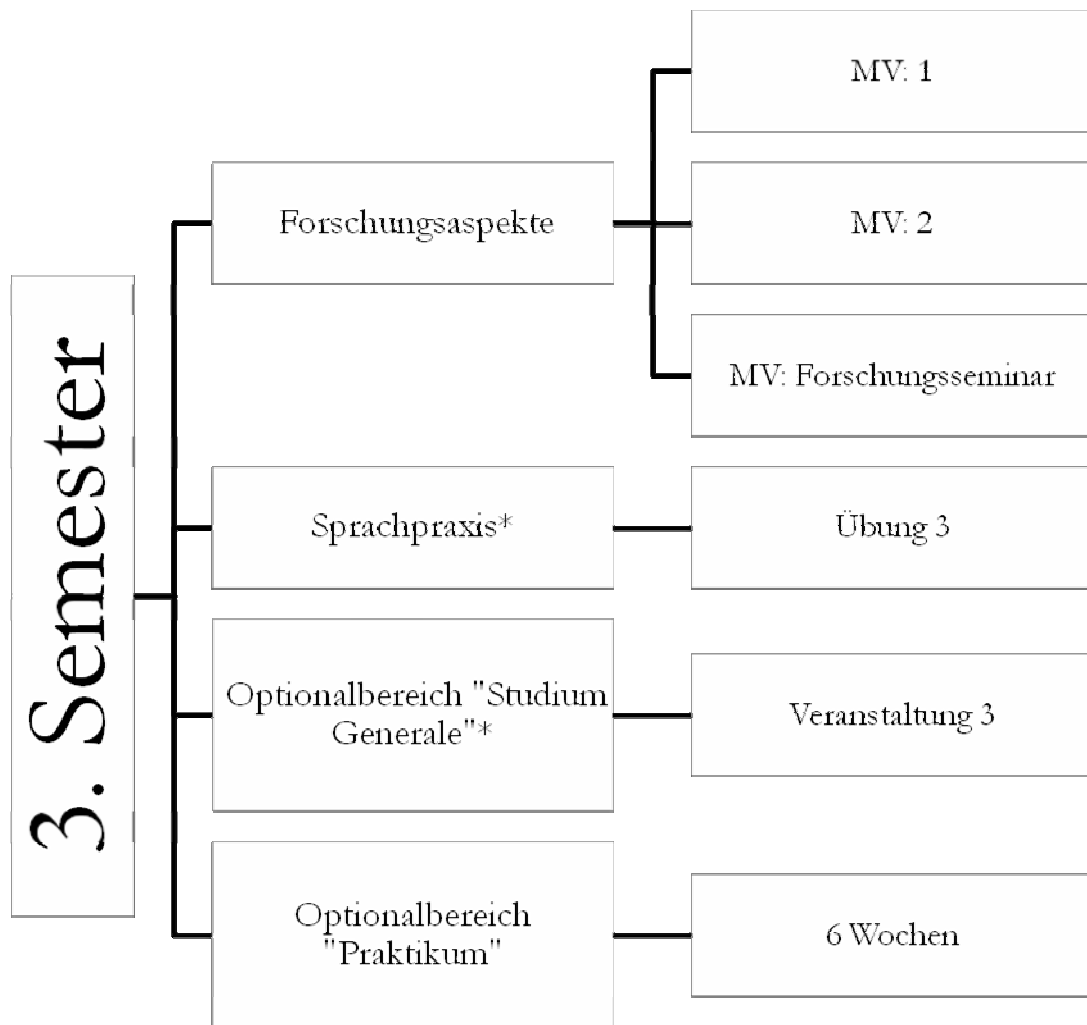 3. Semester
Forschungsaspekte
MV: 1
MV: 2
MV: Forschungsseminar
Sprachpraxis*
Übung 3
Optionalbereich "Studium
Generale"*
Veranstaltung 3
Optionalbereich
"Praktikum"
6 Wochen